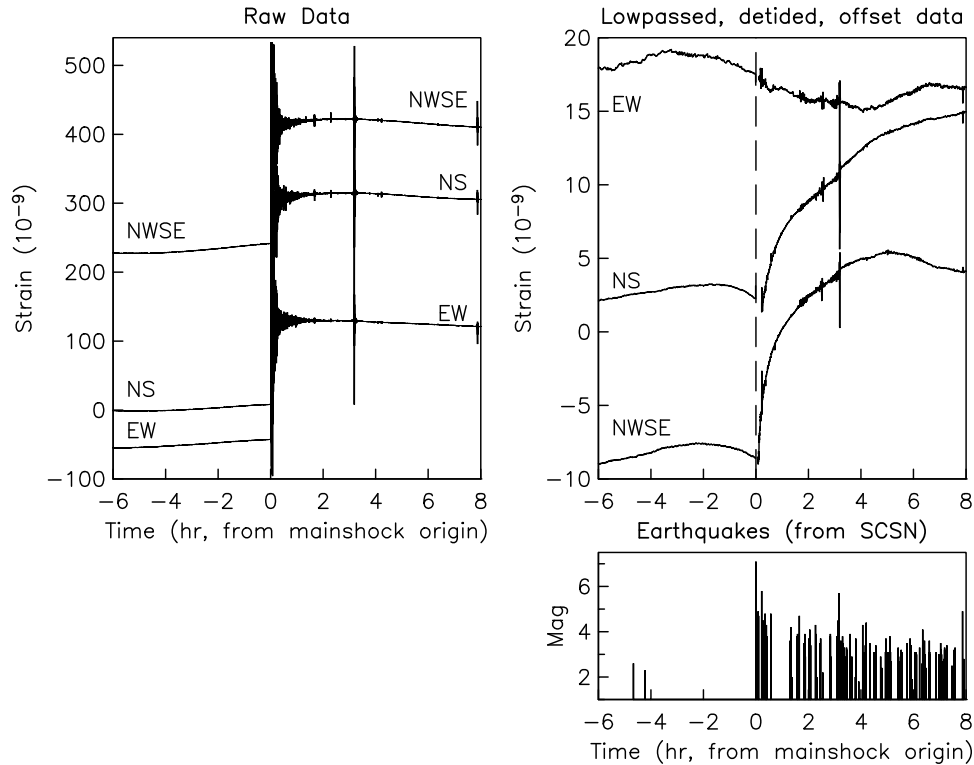 Raw Data
500
400
300
200
100
0
−100
Strain (10⁻⁹)
NWSE
NS
EW
NWSE
NS
EW
−6 −4 −2 0 2 4 6 8
Time (hr, from mainshock origin)
Lowpassed, detided, offset data
20
15
10
5
0
−5
−10
Strain (10⁻⁹)
EW
NS
NWSE
−6 −4 −2 0 2 4 6 8
Earthquakes (from SCSN)
6
4
2
Mag
−6 −4 −2 0 2 4 6 8
Time (hr, from mainshock origin)